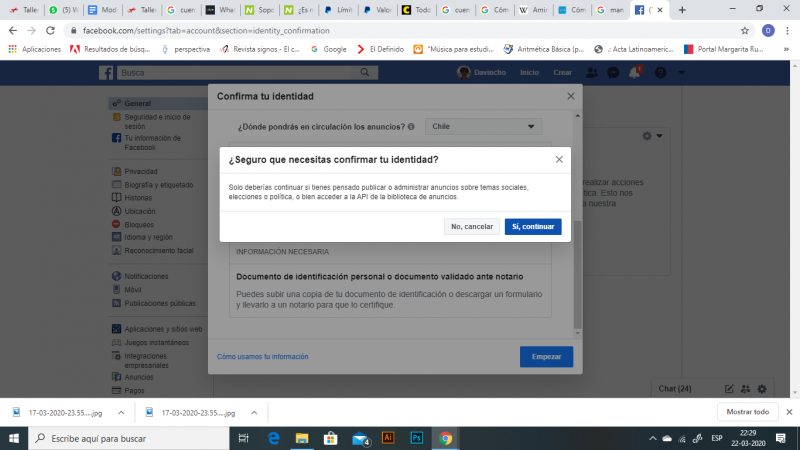 Talle
(5) W
Mod
Talle
cuen
What
Sopo
¿Es n
Límit
Valor
Todo
cuen
Cóm
Amir
Cóm
man
(
facebook.com/settings?tab=account&section=identity_confirmation
D
Aplicaciones
Resultados de búsq...
perspectiva
Revista signos - El c...
Google
El Definido
"Música para estudi...
Aritmética Básica (p...
.: Acta Latinoameric...
Portal Margarita Ru...
Busca
Davincho
Inicio
Crear
1
General
Seguridad e inicio de
sesión
Tu información de
Facebook
Privacidad
Biografía y etiquetado
Historias
Ubicación
Bloqueos
Idioma y región
Reconocimiento facial
Notificaciones
Móvil
Publicaciones públicas
Aplicaciones y sitios web
Juegos instantáneos
Integraciones
empresariales
Anuncios
Pagos
Confirma tu identidad
¿Dónde pondrás en circulación los anuncios?
Chile
¿Seguro que necesitas confirmar tu identidad?
Solo deberías continuar si tienes pensado publicar o administrar anuncios sobre temas sociales,
elecciones o política, o bien acceder a la API de la biblioteca de anuncios.
No, cancelar
Sí, continuar
realizar acciones
tica. Esto nos
a nuestra
INFORMACIÓN NECESARIA
Documento de identificación personal o documento validado ante notario
Puedes subir una copia de tu documento de identificación o descargar un formulario
y llevarlo a un notario para que lo certifique.
Cómo usamos tu información
Empezar
Chat (24)
17-03-2020-23.55....jpg
17-03-2020-23.55....jpg
Mostrar todo
Escribe aquí para buscar
4
Ai
Ps
ESP
22:29
22-03-2020